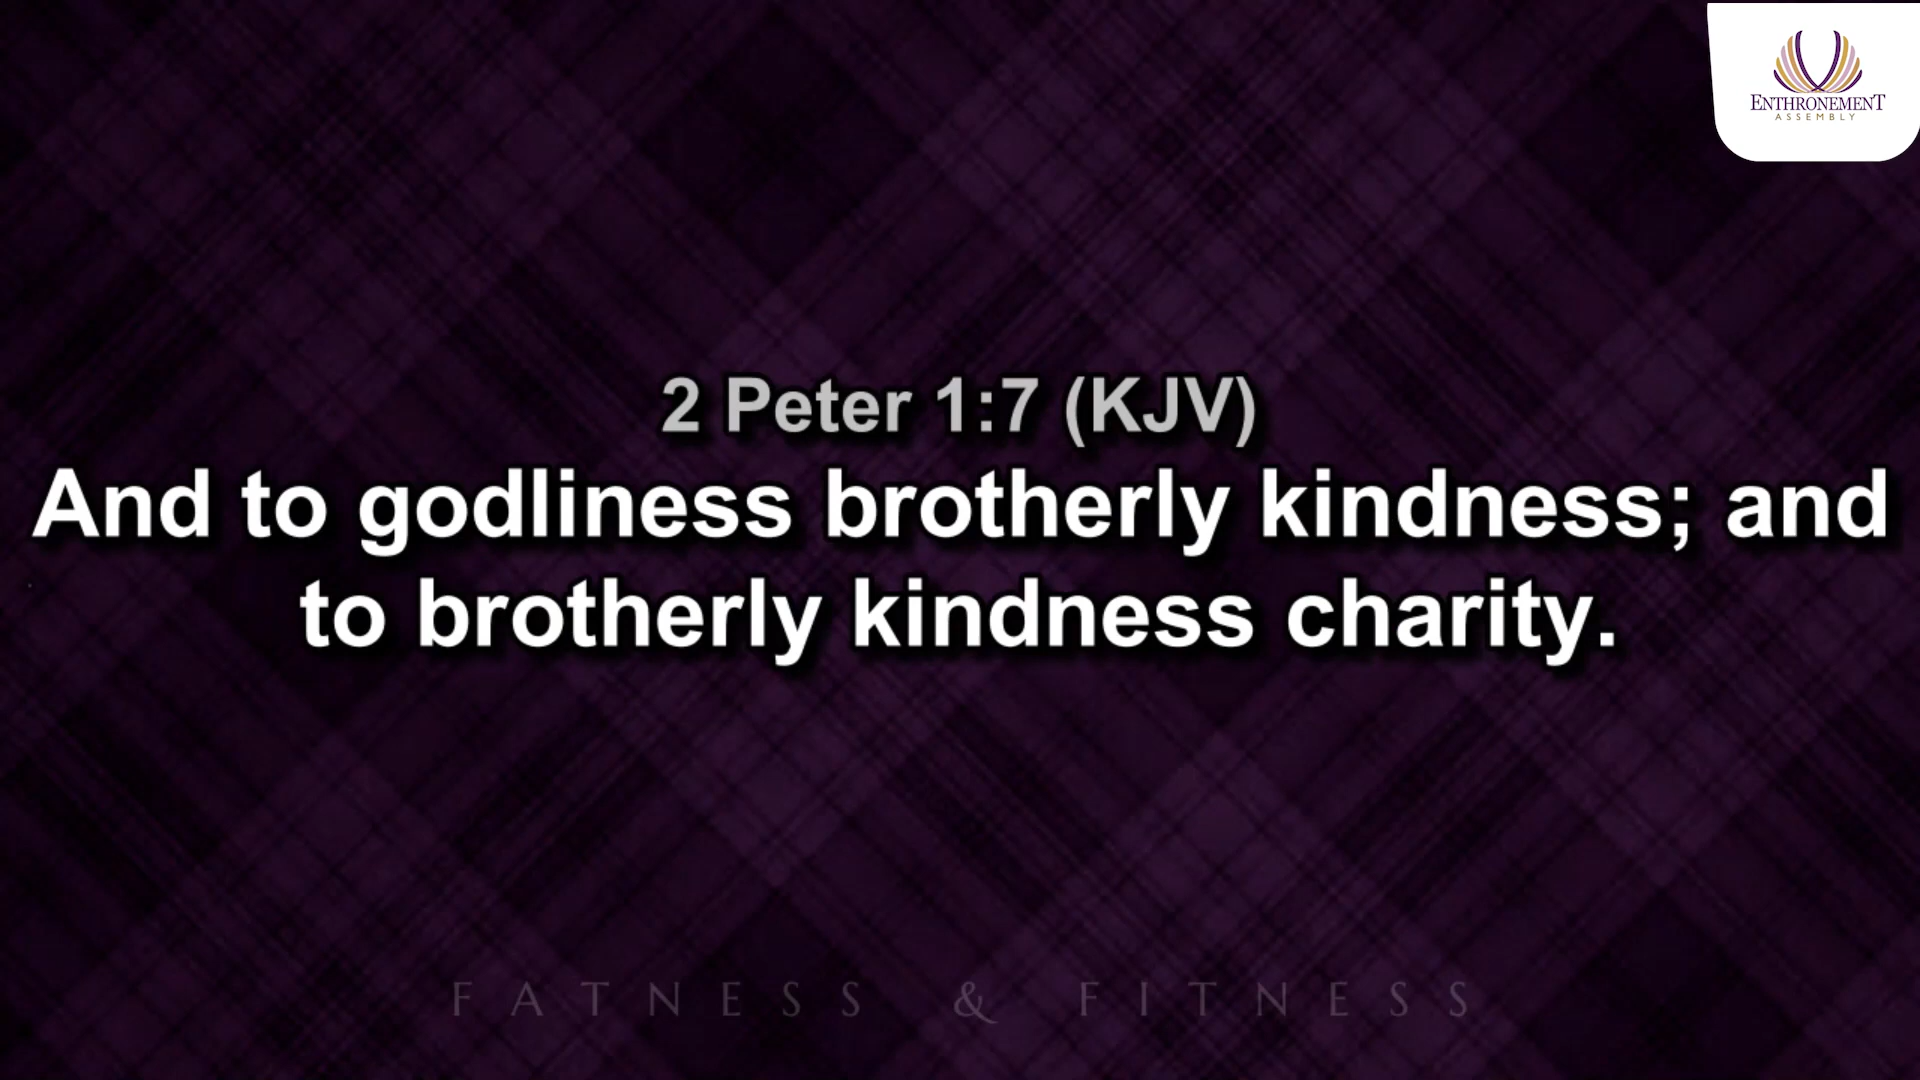 ENTHRONEMENT
ASSEMBLY
2 Peter 1:7 (KJV)
And to godliness brotherly kindness; and
to brotherly kindness charity.
FATNESS & FITNESS